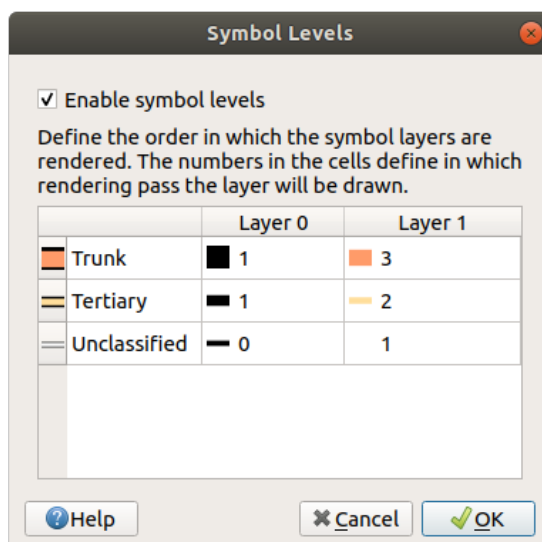 Symbol Levels
Enable symbol levels
Define the order in which the symbol layers are
rendered. The numbers in the cells define in which
rendering pass the layer will be drawn.
Layer 0 Layer 1
Trunk 1 3
Tertiary 1 2
Unclassified 0 1
Help Cancel OK